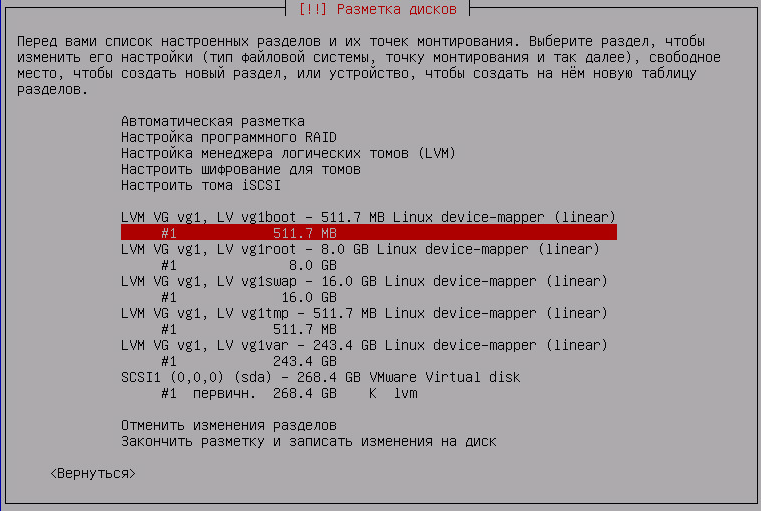 [!!] Разметка дисков
Перед вами список настроенных разделов и их точек монтирования. Выберите раздел, чтобы
изменить его настройки (тип файловой системы, точку монтирования и так далее), свободное
место, чтобы создать новый раздел, или устройство, чтобы создать на нём новую таблицу
разделов.
Автоматическая разметка
Настройка программного RAID
Настройка менеджера логических томов (LVM)
Настроить шифрование для томов
Настроить тома iSCSI
LVM VG vg1, LV vg1boot – 511.7 MB Linux device-mapper (linear)
#1 511.7 MB
LVM VG vg1, LV vg1root – 8.0 GB Linux device-mapper (linear)
#1 8.0 GB
LVM VG vg1, LV vg1swap – 16.0 GB Linux device-mapper (linear)
#1 16.0 GB
LVM VG vg1, LV vg1tmp – 511.7 MB Linux device-mapper (linear)
#1 511.7 MB
LVM VG vg1, LV vg1var – 243.4 GB Linux device-mapper (linear)
#1 243.4 GB
SCSI1 (0,0,0) (sda) – 268.4 GB VMware Virtual disk
#1 первичн. 268.4 GB K lvm
Отменить изменения разделов
Закончить разметку и записать изменения на диск
<Вернуться>